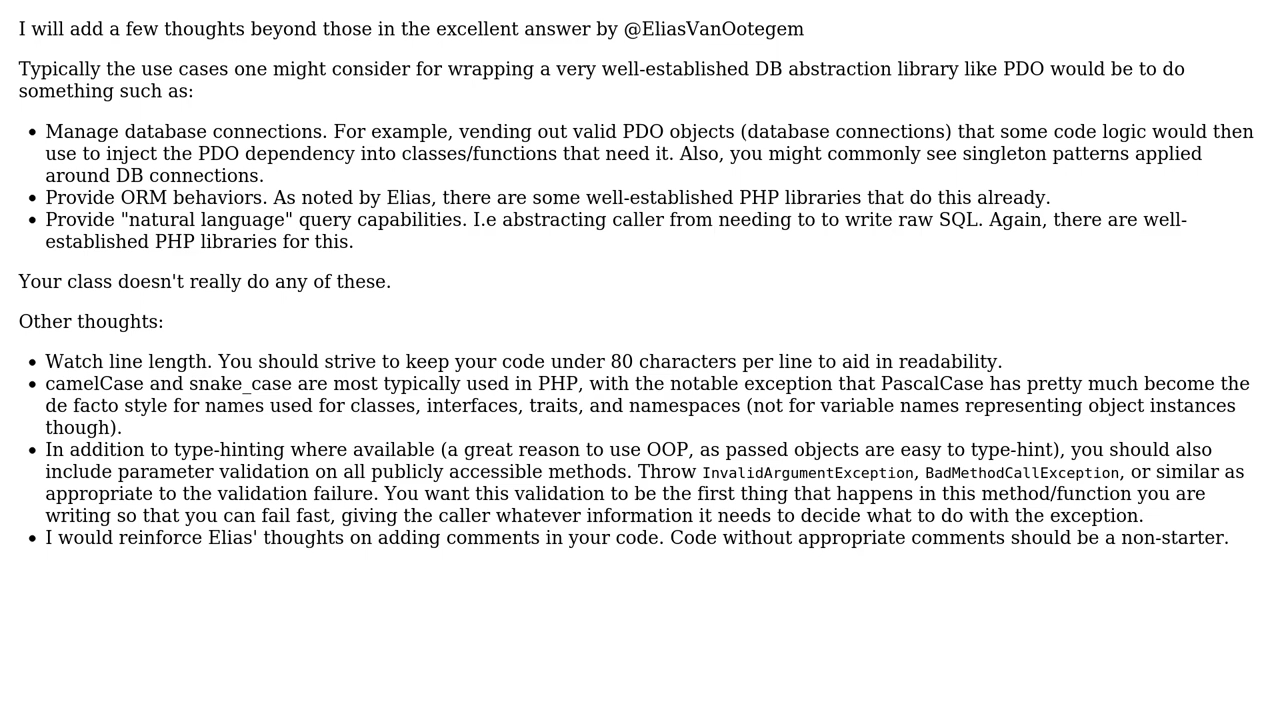 I will add a few thoughts beyond those in the excellent answer by @EliasVanOotegem
Typically the use cases one might consider for wrapping a very well-established DB abstraction library like PDO would be to do
something such as:
• Manage database connections. For example, vending out valid PDO objects (database connections) that some code logic would then
use to inject the PDO dependency into classes/functions that need it. Also, you might commonly see singleton patterns applied
around DB connections.
• Provide ORM behaviors. As noted by Elias, there are some well-established PHP libraries that do this already.
• Provide "natural language" query capabilities. I.e abstracting caller from needing to to write raw SQL. Again, there are well-
established PHP libraries for this.
Your class doesn't really do any of these.
Other thoughts:
• Watch line length. You should strive to keep your code under 80 characters per line to aid in readability.
• camelCase and snake_case are most typically used in PHP, with the notable exception that PascalCase has pretty much become the
de facto style for names used for classes, interfaces, traits, and namespaces (not for variable names representing object instances
though).
• In addition to type-hinting where available (a great reason to use OOP, as passed objects are easy to type-hint), you should also
include parameter validation on all publicly accessible methods. Throw InvalidArgumentException, BadMethodCallException, or similar as
appropriate to the validation failure. You want this validation to be the first thing that happens in this method/function you are
writing so that you can fail fast, giving the caller whatever information it needs to decide what to do with the exception.
• I would reinforce Elias' thoughts on adding comments in your code. Code without appropriate comments should be a non-starter.